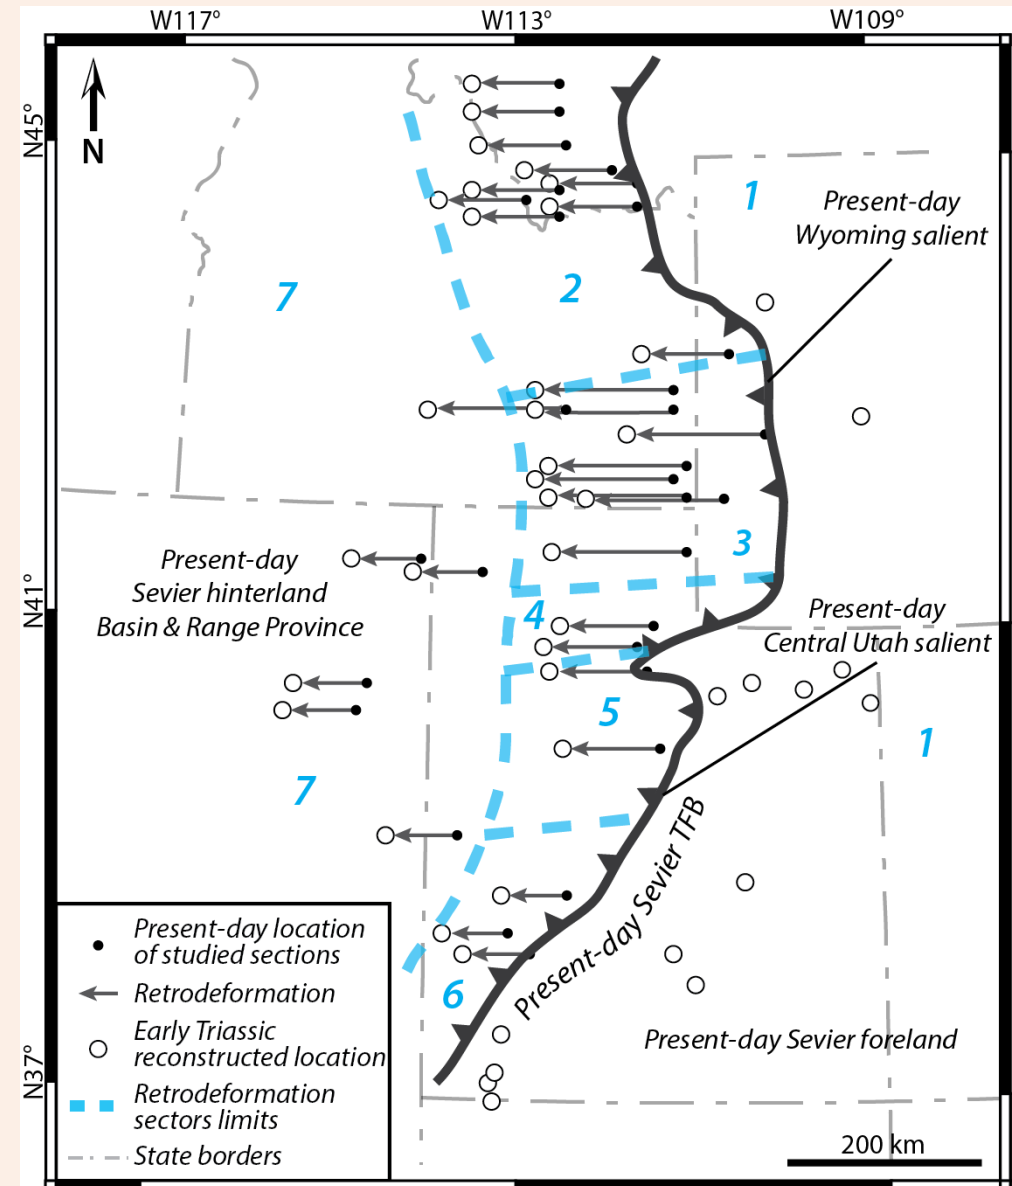 W117° W113° W109°
N45°
N
1
Present-day
Wyoming salient
2
7
3
Present-day
Sevier hinterland
Basin & Range Province
N41°
4
Present-day
Central Utah salient
5
1
7
Present-day Sevier TFB
6
Present-day Sevier foreland
N37°
200 km
Present-day location
of studied sections
Retrodeformation
Early Triassic
reconstructed location
Retrodeformation
sectors limits
State borders